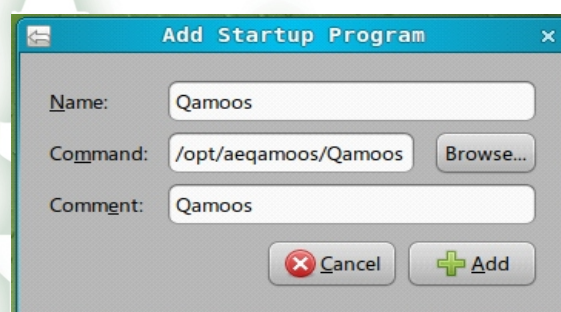 Add Startup Program
Name: Qamoos
Command: /opt/aeqamoos/Qamoos Browse...
Comment: Qamoos
Cancel Add